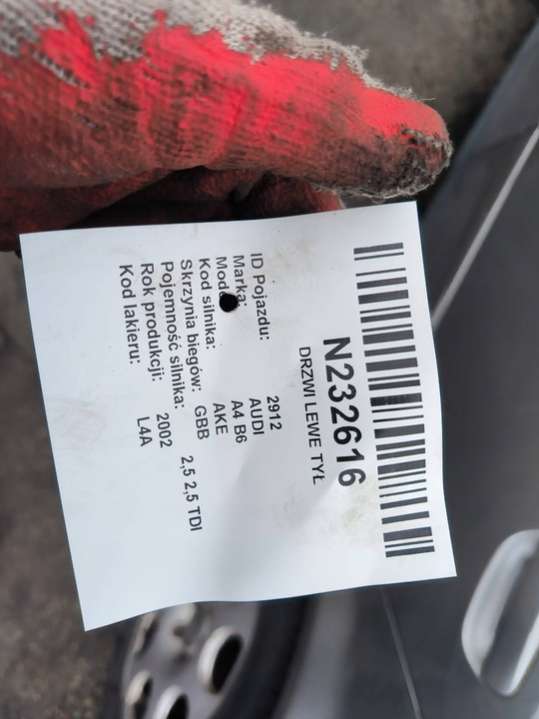 N232616
DRZWI LEWE TYŁ
ID Pojazdu: 2912
Marka: AUDI
Model: A4 B6
Kod silnika: AKE
Skrzynia biegów: GBB
Pojemność silnika: 2,5 2,5 TDI
Rok produkcji: 2002
Kod lakieru: L4A